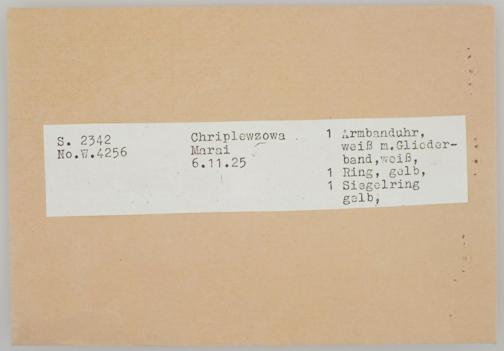 S. 2342
No.W.4256
Chriplewzowa
Marai
6.11.25
1 Armbanduhr,
weiß m.Glieder-
band,weiß,
1 Ring, gelb,
1 Siegelring
gelb,